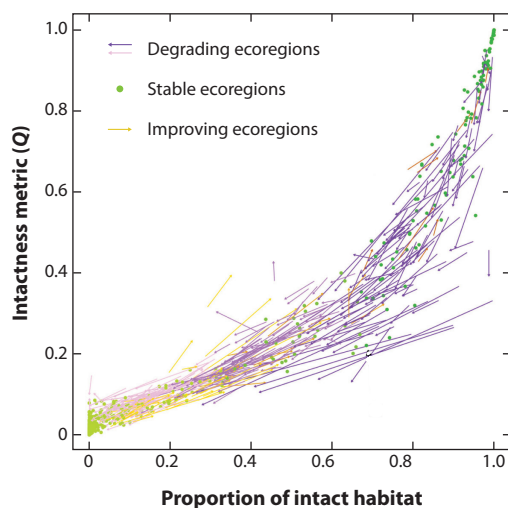 1.0
0.8
0.6
0.4
0.2
0
Intactness metric (Q)
Degrading ecoregions
Stable ecoregions
Improving ecoregions
0 0.2 0.4 0.6 0.8 1.0
Proportion of intact habitat